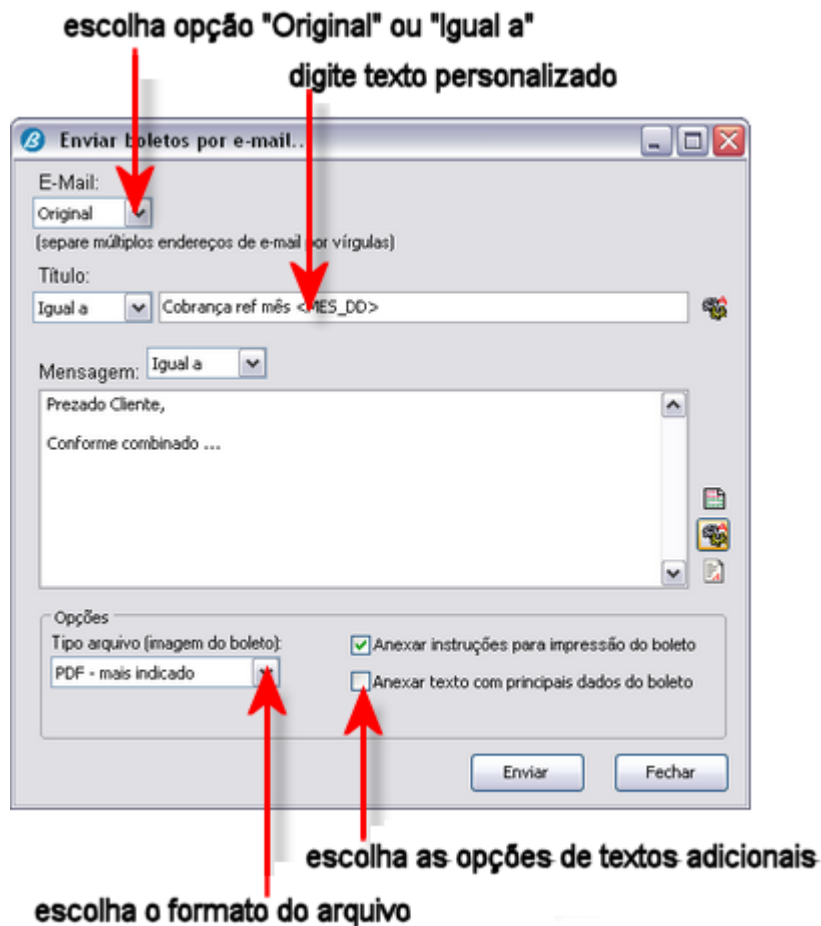 escolha opção "Original" ou "Igual a"
digite texto personalizado
Enviar boletos por e-mail...
E-Mail:
Original
(separe múltiplos endereços de e-mail por vírgulas)
Título:
Igual a Cobrança ref mês <MES_DD>
Mensagem: Igual a
Prezado Cliente,
Conforme combinado ...
Opções
Tipo arquivo (imagem do boleto): Anexar instruções para impressão do boleto
PDF - mais indicado Anexar texto com principais dados do boleto
Enviar Fechar
escolha as opções de textos adicionais
escolha o formato do arquivo